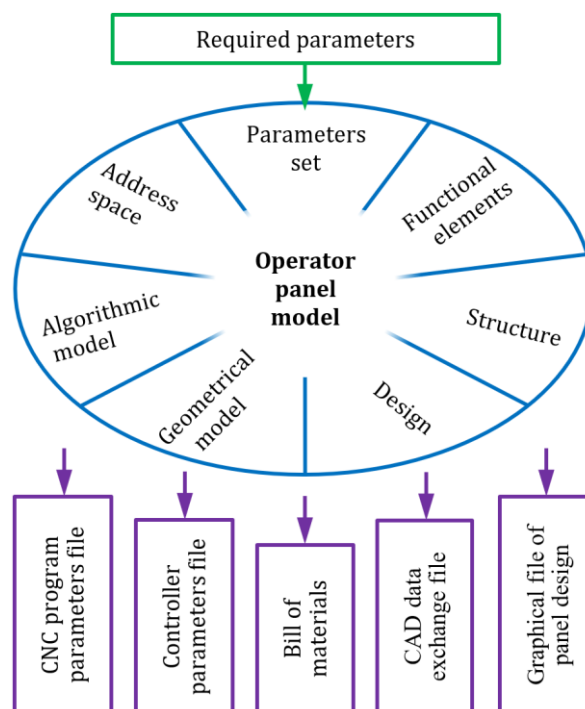 Required parameters
Parameters
set
Address
space
Functional
elements
Operator
panel
model
Algorithmic
model
Structure
Geometrical
model
Design
CNC program
parameters file
Controller
parameters file
Bill of
materials
CAD data
exchange file
Graphical file of
panel design